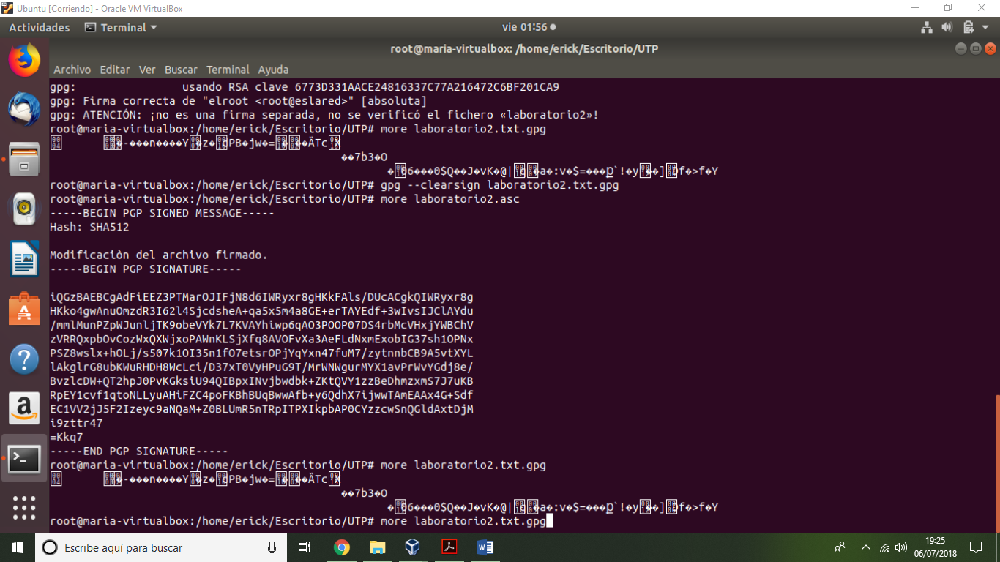 Ubuntu [Corriendo] - Oracle VM VirtualBox
Actividades Terminal vie 01:56
root@maria-virtualbox: /home/erick/Escritorio/UTP
Archivo Editar Ver Buscar Terminal Ayuda
gpg: usando RSA clave 6773D331AACE24816337C77A216472C6BF201CA9
gpg: Firma correcta de "elroot <root@eslared>" [absoluta]
gpg: ATENCIÓN: ¡no es una firma separada, no se verificó el fichero «laboratorio2»!
root@maria-virtualbox:/home/erick/Escritorio/UTP# more laboratorio2.txt.gpg
��7b3�O
root@maria-virtualbox:/home/erick/Escritorio/UTP# gpg --clearsign laboratorio2.txt.gpg
root@maria-virtualbox:/home/erick/Escritorio/UTP# more laboratorio2.asc
-----BEGIN PGP SIGNED MESSAGE-----
Hash: SHA512
Modificaciòn del archivo firmado.
-----BEGIN PGP SIGNATURE-----
iQGzBAEBCgAdFiEEZ3PTMarOJIFjN8d6IWRyxr8gHKkFAls/DUcACgkQIWRyxr8g
HKko4gwAnuOmzdR3I62l4SjcdsheA+qa5x5m4a8GE+erTAYEdf+3wIvsIJClAYdu
/mmlMunPZpWJunljTK9obeVYk7L7KVAYhiwp6qAO3POOP07DS4rbMcVHxjYWBChV
zVRRQxpbOvCozWxQXWjxoPAWnKLSjXfq8AVOFvXa3AeFLdNxmExobIG37sh1OPNx
PSZ8wslx+hOLj/s507k1OI35n1fO7etsrOPjYqYxn47fuM7/zytnnbCB9A5vtXYL
lAkglrG8ubKWuRHDH8WcLci/D37xT0VyHPuG9T/MrWNWgurMYX1avPrWvYGdj8e/
BvzlcDW+QT2hpJ0PvKGksiU94QIBpxINvjbwdbk+ZKtQVY1zzBeDhmzxmS7J7uKB
RpEY1cvf1qtoNLLyuAHiFZC4poFKBhBUqBwwAfb+y6QdhX7ijwwTAmEAAx4G+Sdf
EC1VV2jJ5F2Izeyc9aNQaM+Z0BLUmR5nTRpITPXIkpbAP0CYzzcwSnQGldAxtDjM
i9zttr47
=Kkq7
-----END PGP SIGNATURE-----
root@maria-virtualbox:/home/erick/Escritorio/UTP# more laboratorio2.txt.gpg
��7b3�O
root@maria-virtualbox:/home/erick/Escritorio/UTP# more laboratorio2.txt.gpg
Escribe aquí para buscar
19:25
06/07/2018